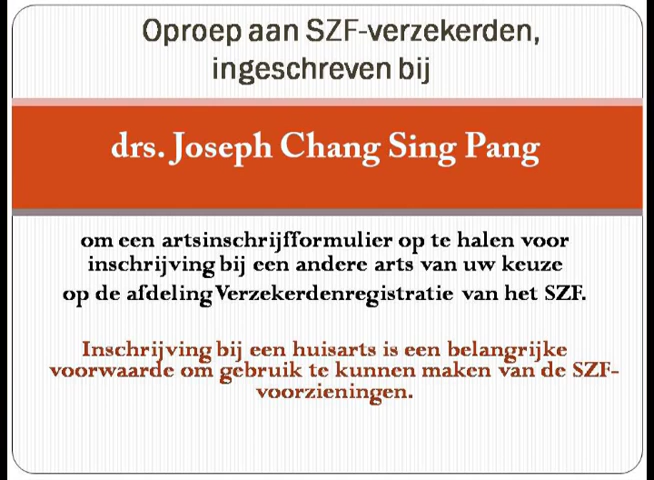 Oproep aan SZF-verzekerden,
ingeschreven bij
drs. Joseph Chang Sing Pang
om een artsinschrijfformulier op te halen voor
inschrijving bij een andere arts van uw keuze
op de afdeling Verzekerdenregistratie van het SZF.
Inschrijving bij een huisarts is een belangrijke
voorwaarde om gebruik te kunnen maken van de SZF-
voorzieningen.